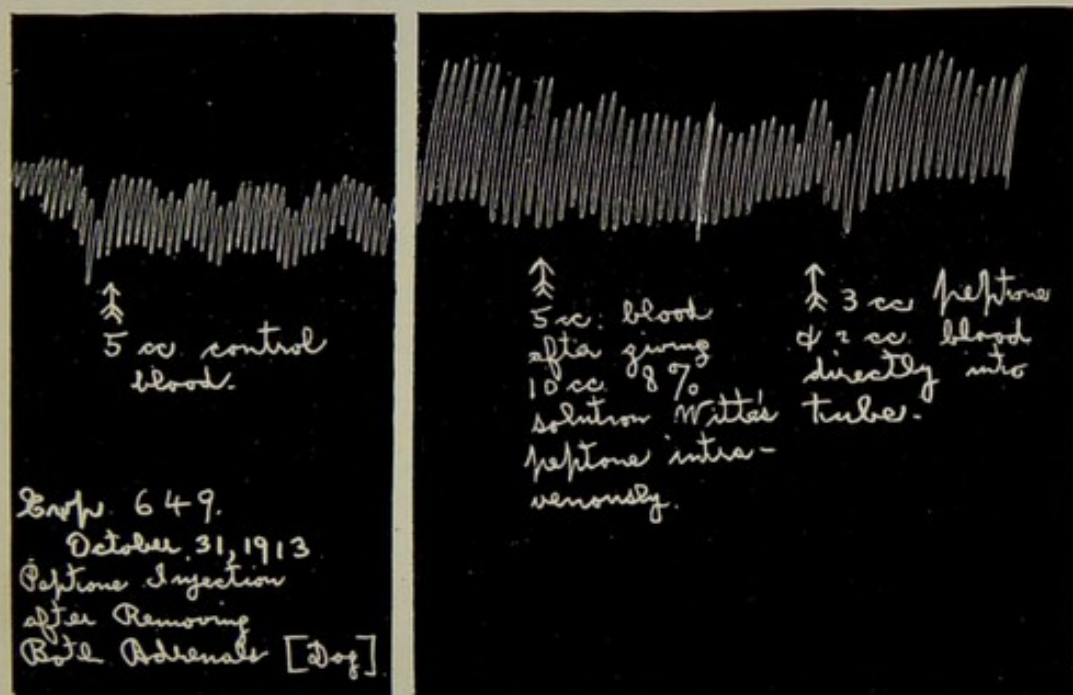 5 cc control
blood.
Exp. 649.
October 31, 1913
Peptone Injection
after Removing
Both Adrenals [Dog]
5 cc. blood
after giving
10 cc. 8%
solution Witte's
peptone intra-
venously.
3 cc peptone
& 2 cc. blood
directly into
tube.